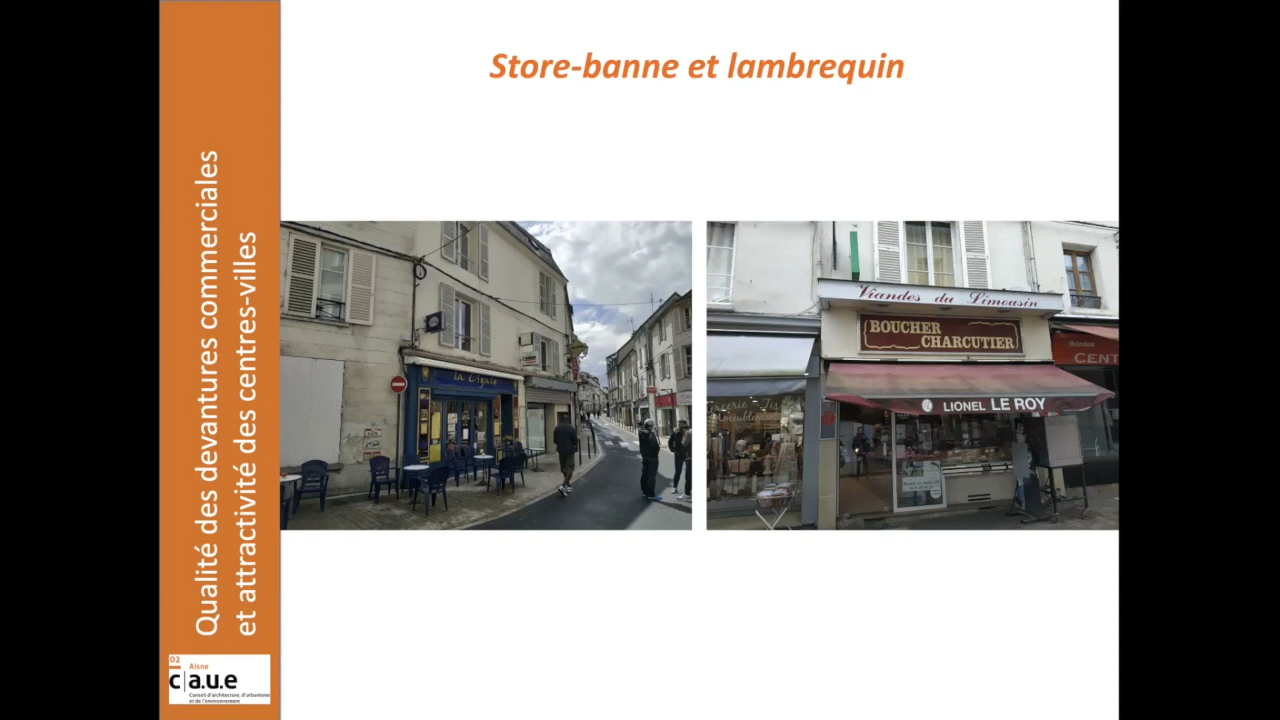 Store-banne et lambrequin
Qualité des devantures commerciales
et attractivité des centres-villes
02
Aisne
c|a.u.e
Conseil d'architecture, d'urbanisme
et de l'environnement
la Cigale
Viandes du Limousin
BOUCHER
CHARCUTIER
LIONEL LE ROY
CENT